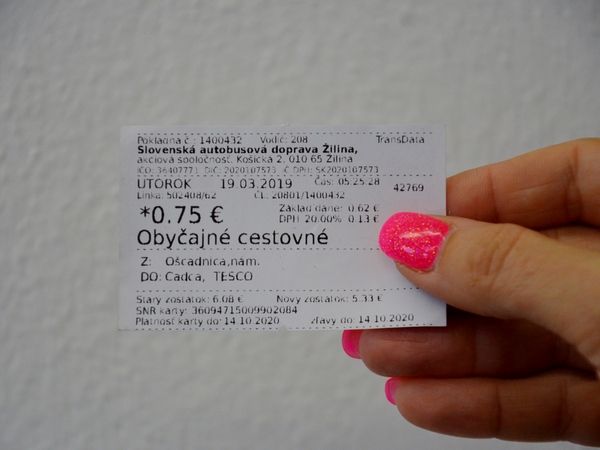 Pokladňa č.: 1400432 Vodič: 208 TransData
Slovenská autobusová doprava Žilina,
akciová spoločnosť, Košická 2, 010 65 Žilina
IČO: 36407771 DIČ: 2020107573 IČ DPH: SK2020107573
UTOROK 19.03.2019 Čas: 05:25:28 42769
Linka: 502408/62 ČL: 20801/1400432
*0.75 € Základ dane: 0.62 €
DPH 20.00% 0.13 €
Obyčajné cestovné
Z: Oščadnica,nám.
DO: Čadca, TESCO
Starý zostatok: 6.08 € Nový zostatok: 5.33 €
SNR karty: 36094715009902084
Platnosť karty do: 14.10.2020 zľavy do: 14.10.2020